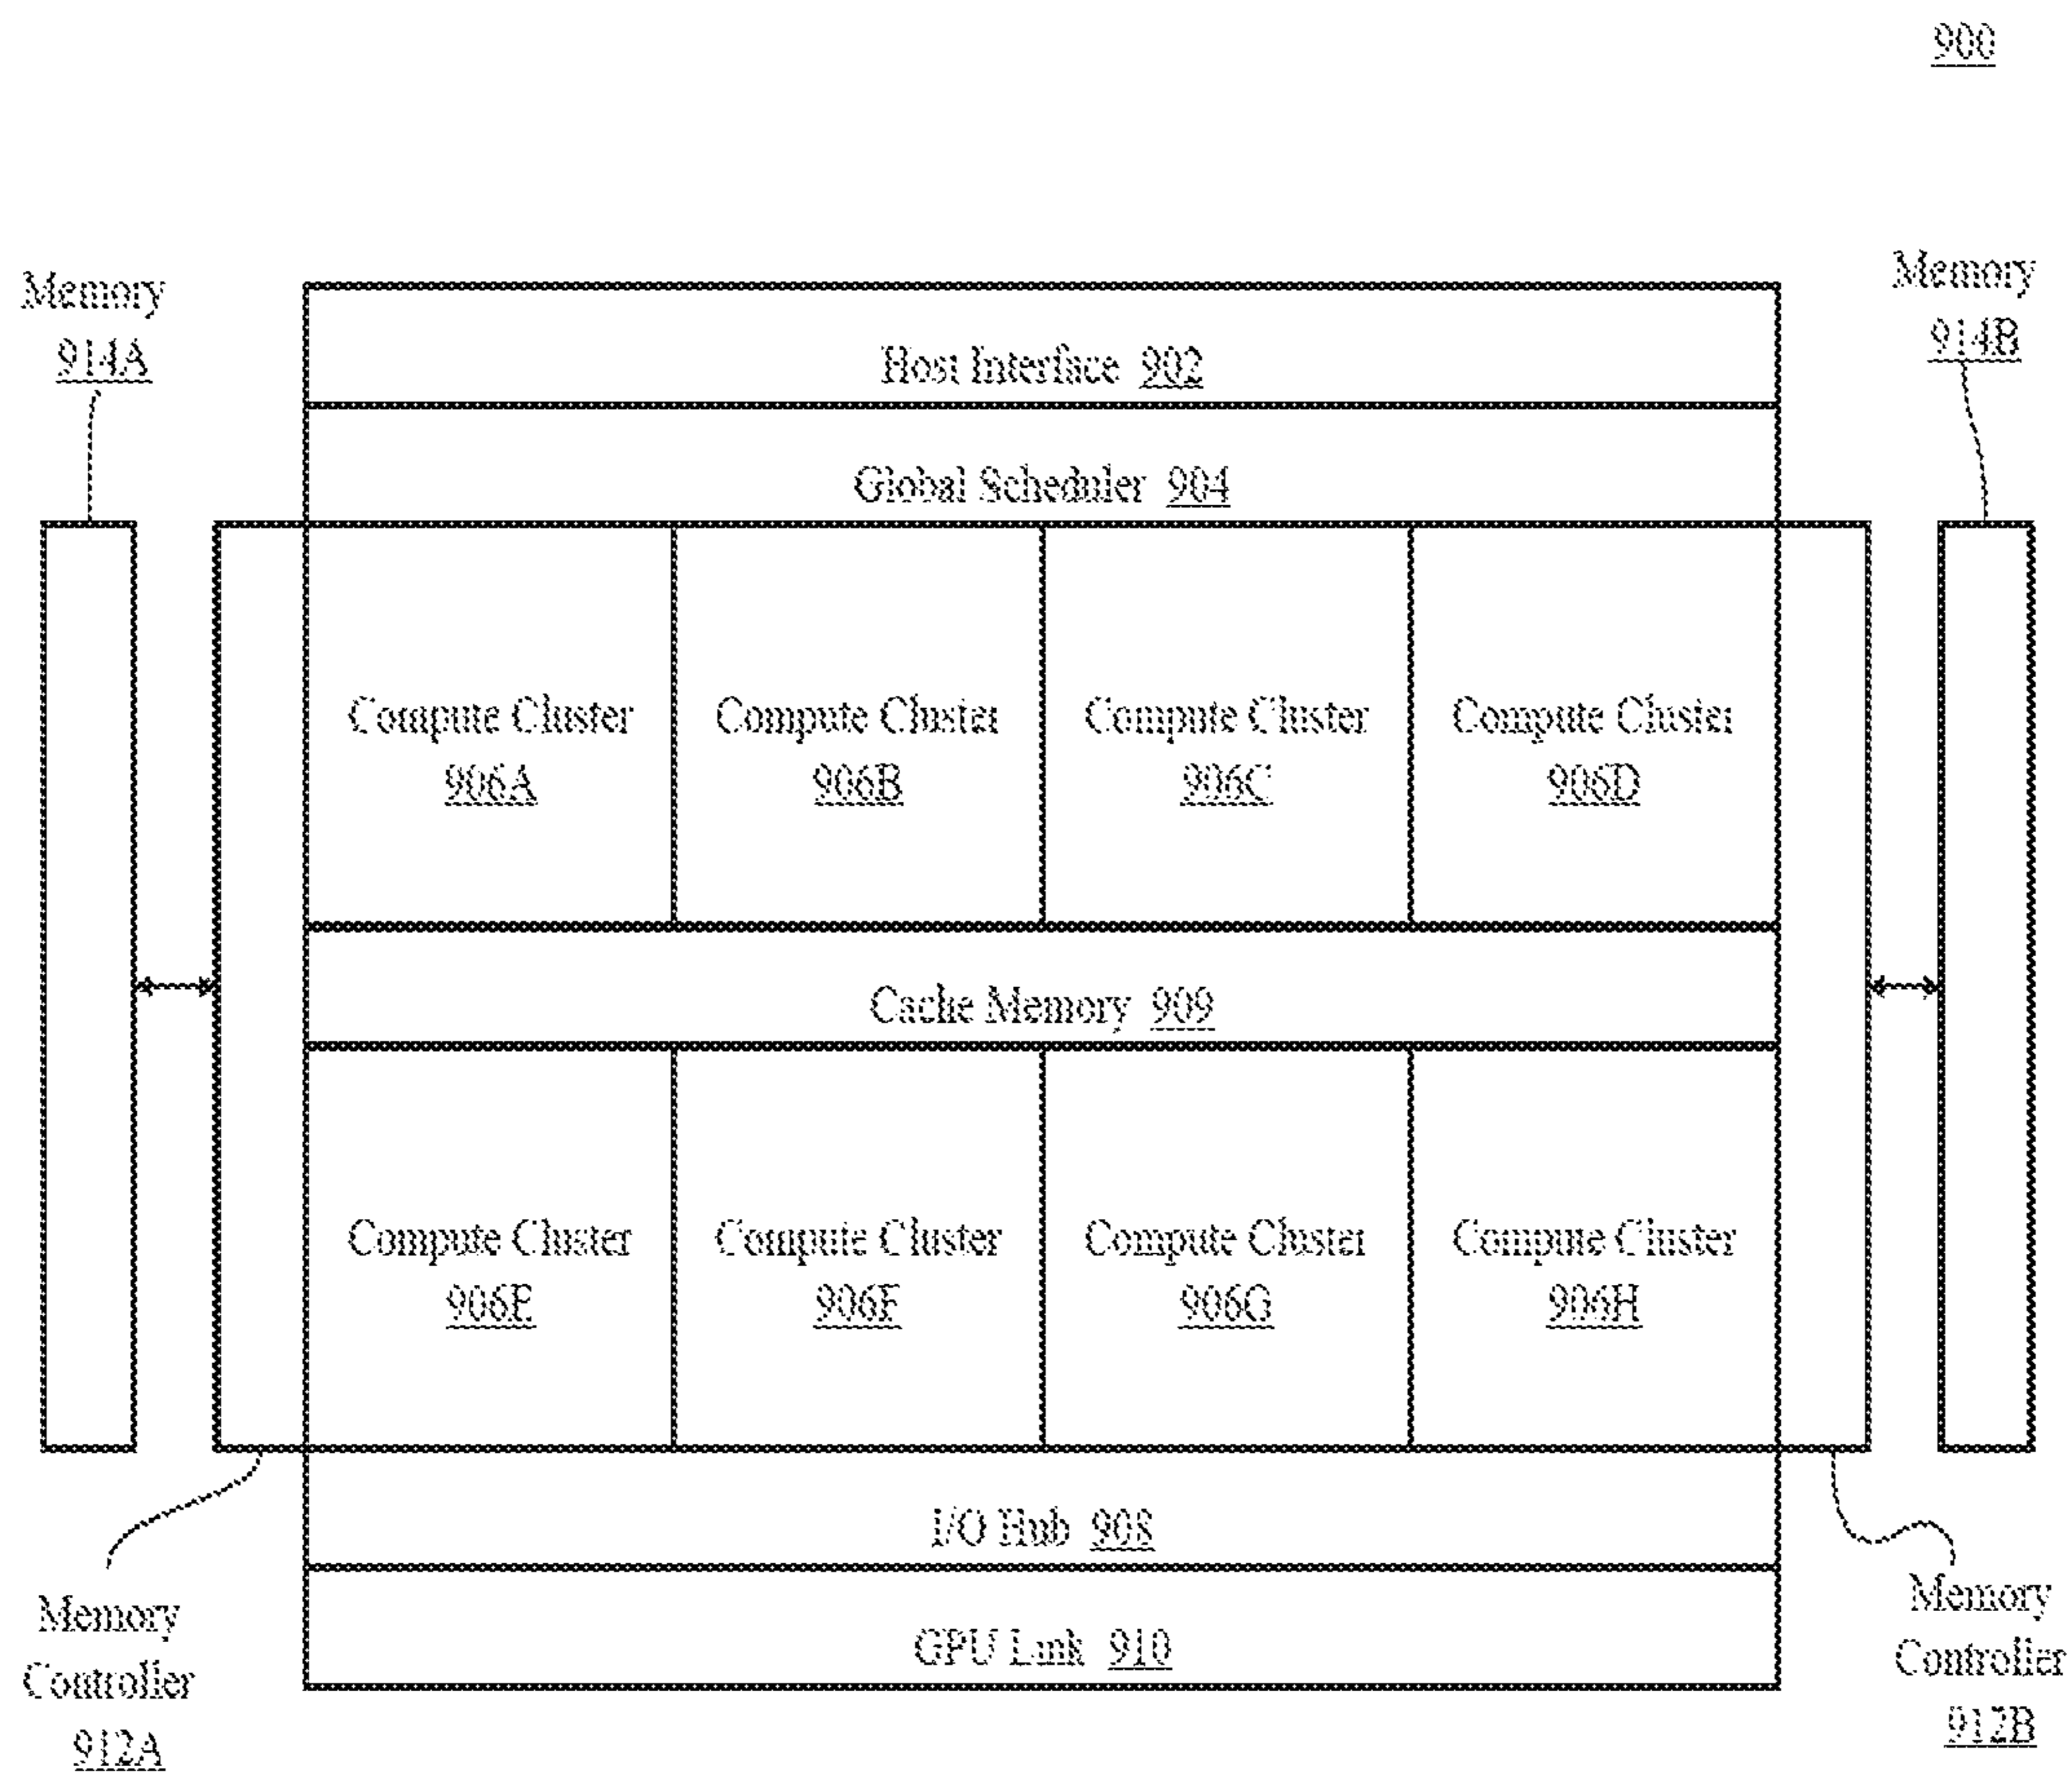 900
Memory
914A
Memory
914B
Host Interface 902
Global Scheduler 904
Compute Cluster
906A
Compute Cluster
906B
Compute Cluster
906C
Compute Cluster
906D
Cache Memory 909
Compute Cluster
906E
Compute Cluster
906F
Compute Cluster
906G
Compute Cluster
906H
I/O Hub 908
GPU Link 910
Memory
Controller
912A
Memory
Controller
912B